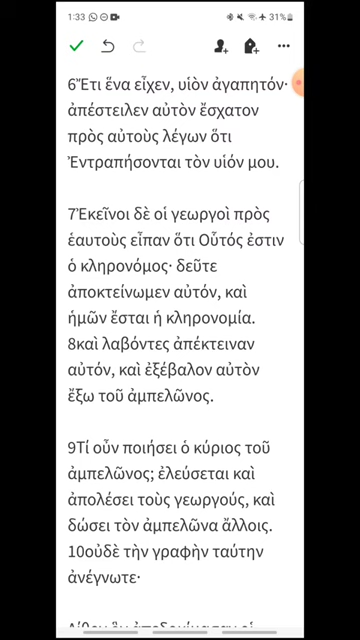 1:33
31%
6Ἔτι ἕνα εἶχεν, υἱὸν ἀγαπητόν·
ἀπέστειλεν αὐτὸν ἔσχατον
πρὸς αὐτοὺς λέγων ὅτι
Ἐντραπήσονται τὸν υἱόν μου.
7Ἐκεῖνοι δὲ οἱ γεωργοὶ πρὸς
ἑαυτοὺς εἶπαν ὅτι Οὗτός ἐστιν
ὁ κληρονόμος· δεῦτε
ἀποκτείνωμεν αὐτόν, καὶ
ἡμῶν ἔσται ἡ κληρονομία.
8καὶ λαβόντες ἀπέκτειναν
αὐτόν, καὶ ἐξέβαλον αὐτὸν
ἔξω τοῦ ἀμπελῶνος.
9Τί οὖν ποιήσει ὁ κύριος τοῦ
ἀμπελῶνος; ἐλεύσεται καὶ
ἀπολέσει τοὺς γεωργούς, καὶ
δώσει τὸν ἀμπελῶνα ἄλλοις.
10οὐδὲ τὴν γραφὴν ταύτην
ἀνέγνωτε·